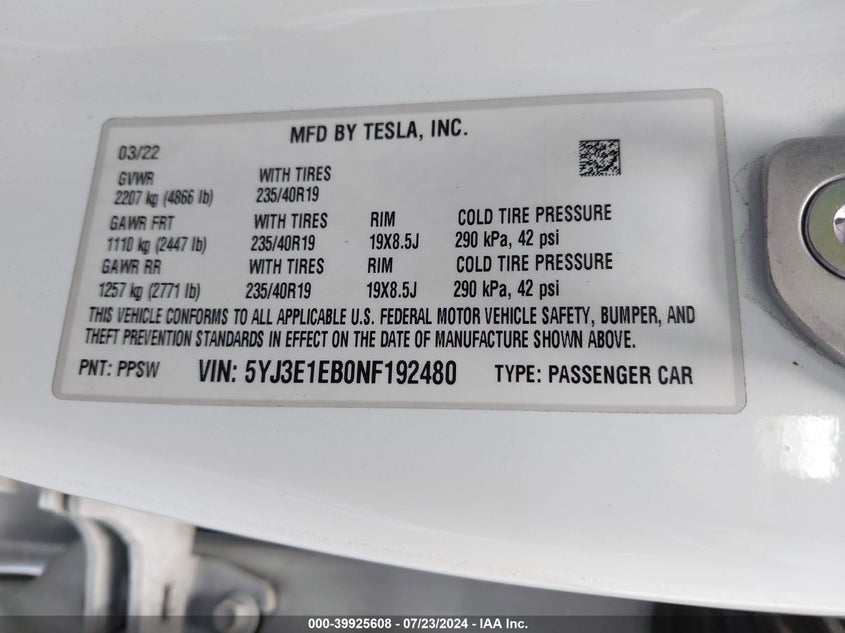 MFD BY TESLA, INC.
03/22
GVWR WITH TIRES
2207 kg (4866 lb) 235/40R19
GAWR FRT WITH TIRES RIM COLD TIRE PRESSURE
1110 kg (2447 lb) 235/40R19 19X8.5J 290 kPa, 42 psi
GAWR RR WITH TIRES RIM COLD TIRE PRESSURE
1257 kg (2771 lb) 235/40R19 19X8.5J 290 kPa, 42 psi
THIS VEHICLE CONFORMS TO ALL APPLICABLE U.S. FEDERAL MOTOR VEHICLE SAFETY, BUMPER, AND
THEFT PREVENTION STANDARDS IN EFFECT ON THE DATE OF MANUFACTURE SHOWN ABOVE.
PNT: PPSW VIN: 5YJ3E1EB0NF192480 TYPE: PASSENGER CAR
000-39925608 - 07/23/2024 - IAA Inc.